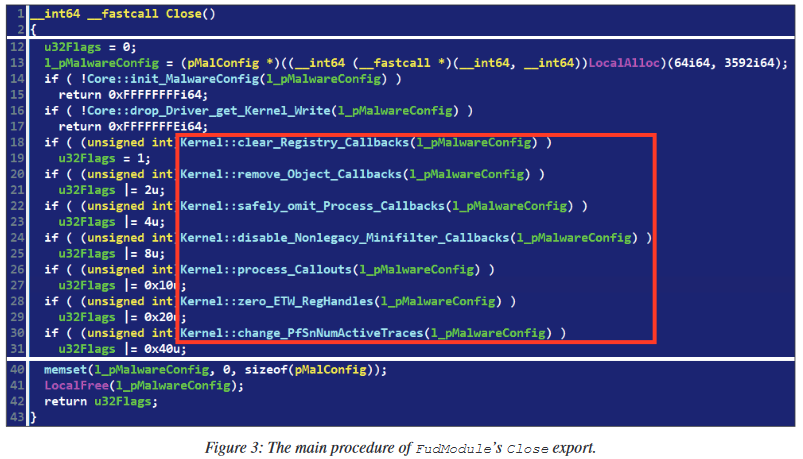 1 __int64 __fastcall Close()
2 {
12 u32Flags = 0;
13 l_pMalwareConfig = (pMalConfig *)((__int64 (__fastcall *)(__int64, __int64))LocalAlloc)(64i64, 3592i64);
14 if ( !Core::init_MalwareConfig(l_pMalwareConfig) )
15 return 0xFFFFFFFFi64;
16 if ( !Core::drop_Driver_get_Kernel_Write(l_pMalwareConfig) )
17 return 0xFFFFFFFEi64;
18 if ( (unsigned int)Kernel::clear_Registry_Callbacks(l_pMalwareConfig) )
19 u32Flags = 1;
20 if ( (unsigned int)Kernel::remove_Object_Callbacks(l_pMalwareConfig) )
21 u32Flags |= 2u;
22 if ( (unsigned int)Kernel::safely_omit_Process_Callbacks(l_pMalwareConfig) )
23 u32Flags |= 4u;
24 if ( (unsigned int)Kernel::disable_Nonlegacy_Minifilter_Callbacks(l_pMalwareConfig) )
25 u32Flags |= 8u;
26 if ( (unsigned int)Kernel::process_Callouts(l_pMalwareConfig) )
27 u32Flags |= 0x10u;
28 if ( (unsigned int)Kernel::zero_ETW_RegHandles(l_pMalwareConfig) )
29 u32Flags |= 0x20u;
30 if ( (unsigned int)Kernel::change_PfSnNumActiveTraces(l_pMalwareConfig) )
31 u32Flags |= 0x40u;
40 memset(l_pMalwareConfig, 0, sizeof(pMalConfig));
41 LocalFree(l_pMalwareConfig);
42 return u32Flags;
43 }
Figure 3: The main procedure of FudModule’s Close export.